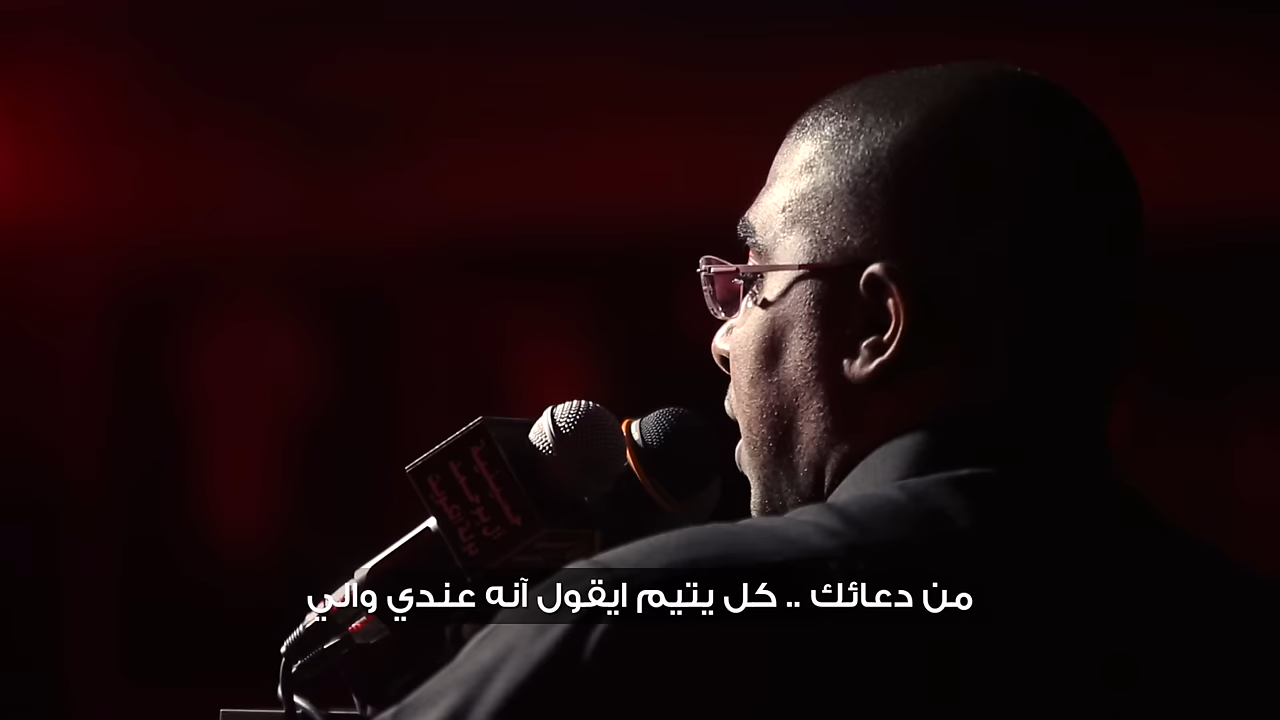 من دعائك .. كل يتيم ايقول آنه عندي والي